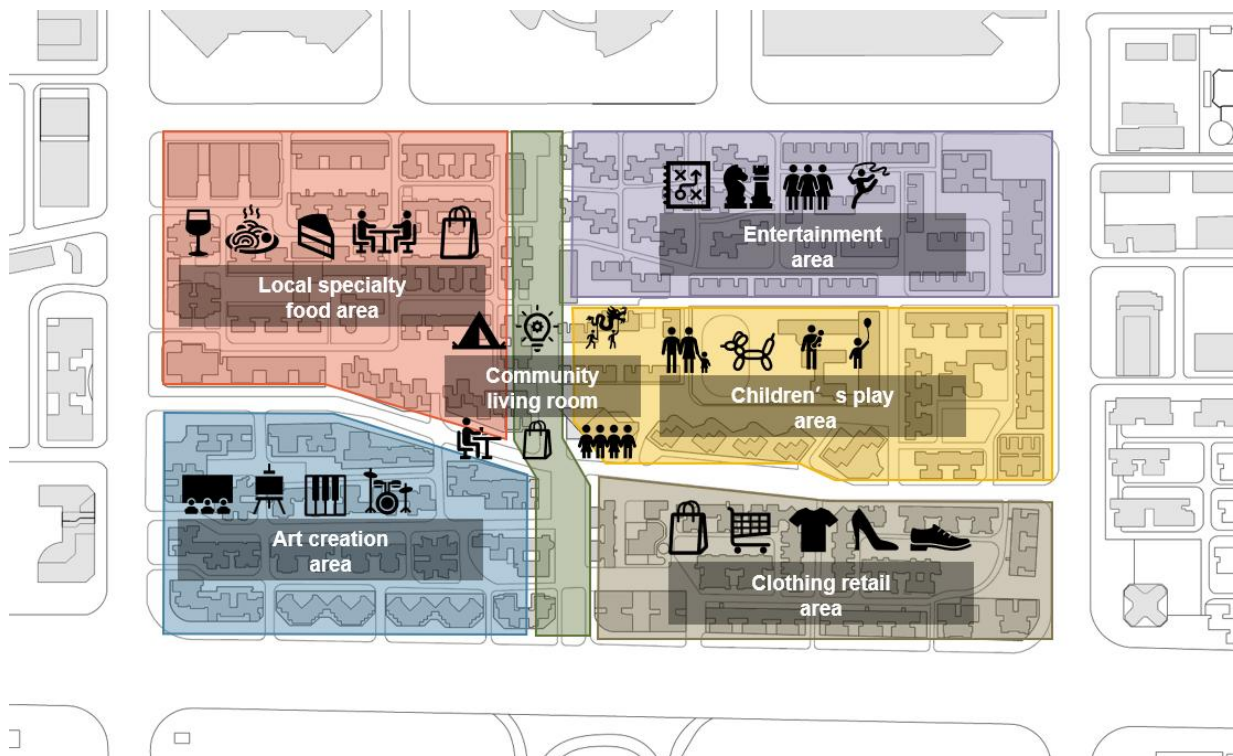 Entertainment
area
Local specialty
food area
Community
living room
Children’s play
area
Art creation
area
Clothing retail
area